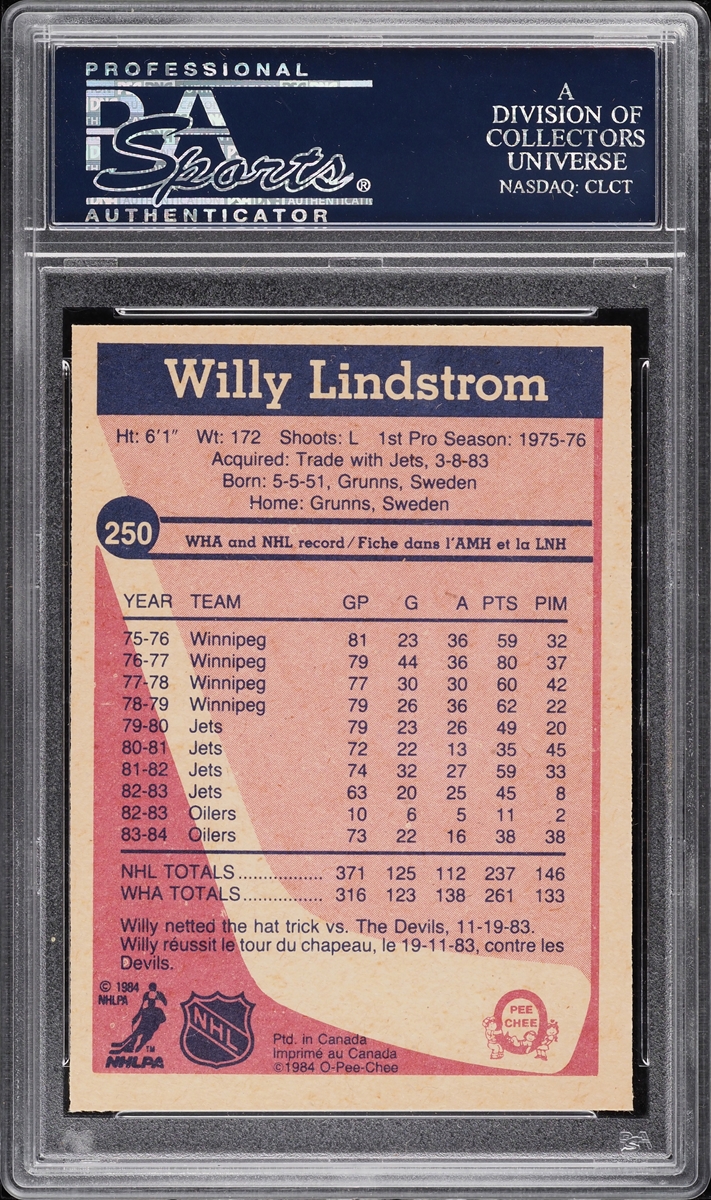 PROFESSIONAL
PSA
Sports®
AUTHENTICATOR
A
DIVISION OF
COLLECTORS
UNIVERSE
NASDAQ: CLCT
Willy Lindstrom
Ht: 6'1" Wt: 172 Shoots: L 1st Pro Season: 1975-76
Acquired: Trade with Jets, 3-8-83
Born: 5-5-51, Grunns, Sweden
Home: Grunns, Sweden
250
WHA and NHL record/Fiche dans l'AMH et la LNH
YEAR TEAM GP G A PTS PIM
75-76 Winnipeg 81 23 36 59 32
76-77 Winnipeg 79 44 36 80 37
77-78 Winnipeg 77 30 30 60 42
78-79 Winnipeg 79 26 36 62 22
79-80 Jets 79 23 26 49 20
80-81 Jets 72 22 13 35 45
81-82 Jets 74 32 27 59 33
82-83 Jets 63 20 25 45 8
82-83 Oilers 10 6 5 11 2
83-84 Oilers 73 22 16 38 38
NHL TOTALS................ 371 125 112 237 146
WHA TOTALS............... 316 123 138 261 133
Willy netted the hat trick vs. The Devils, 11-19-83.
Willy réussit le tour du chapeau, le 19-11-83, contre les
Devils.
© 1984
NHLPA
NHLPA
TM
NHL
Ptd. in Canada
Imprimé au Canada
©1984 O-Pee-Chee
PEE
CHEE
PSA